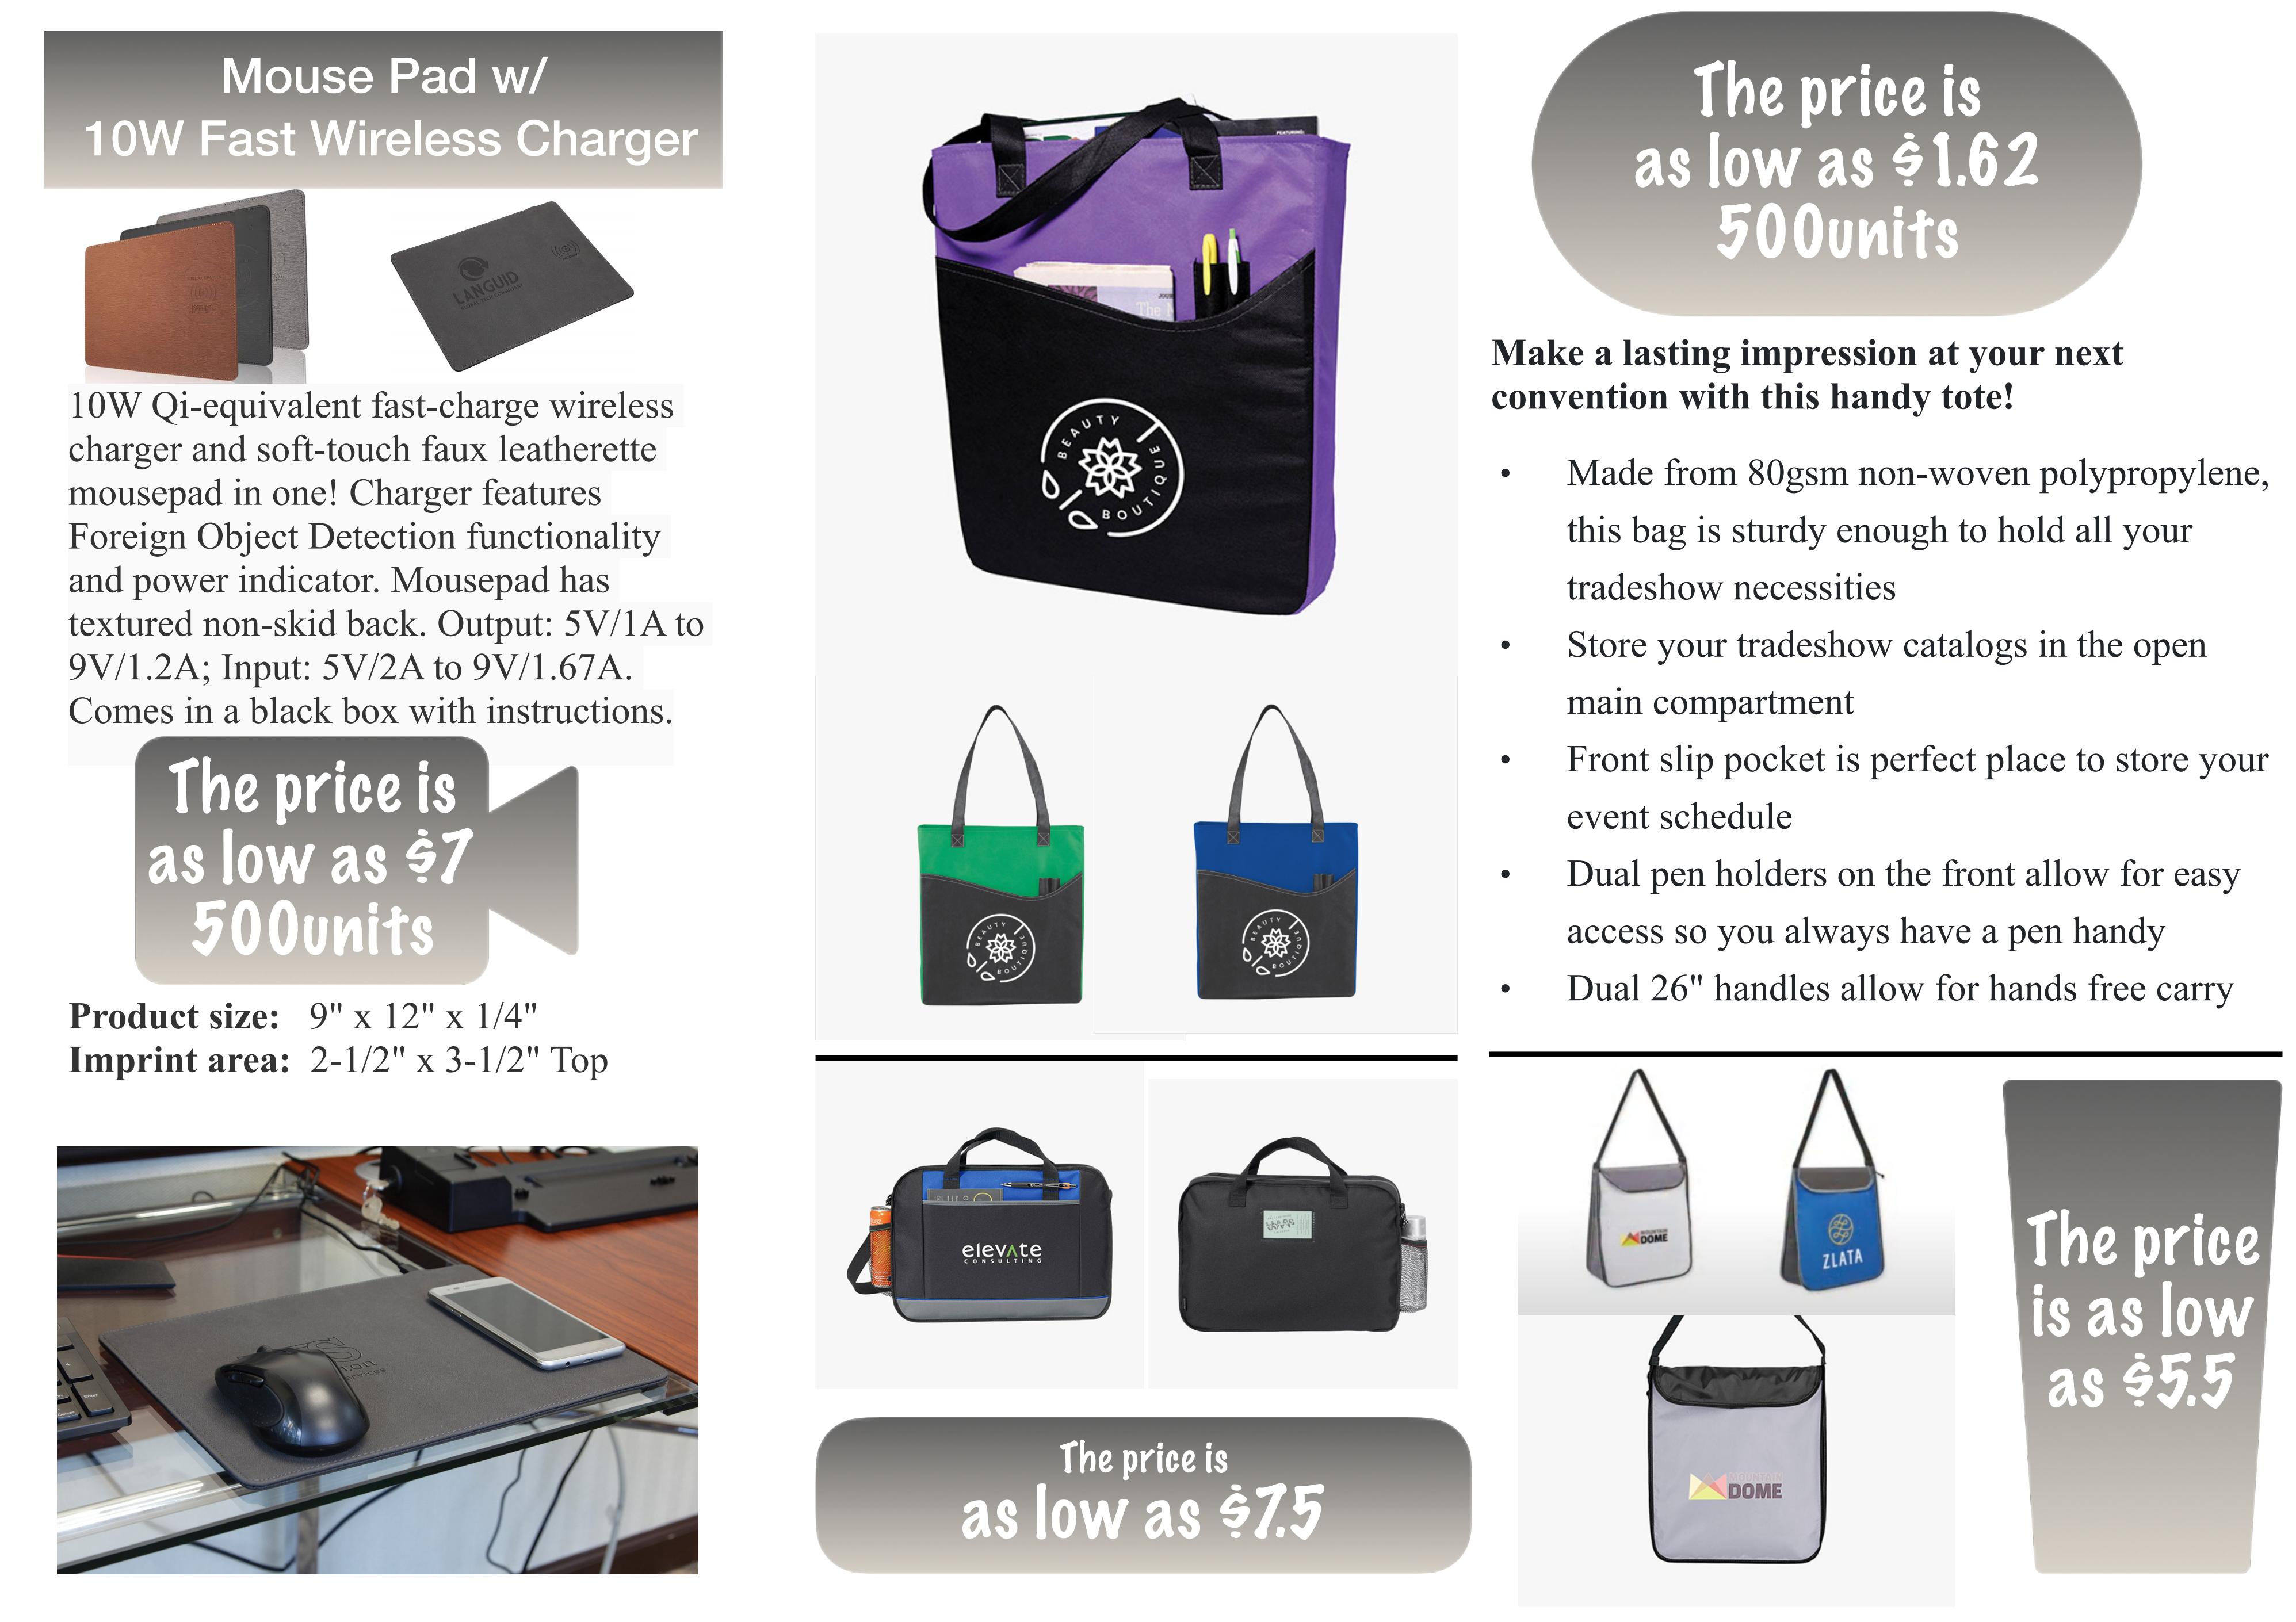 Mouse Pad w/
10W Fast Wireless Charger
LANGUID
10W Qi-equivalent fast-charge wireless
charger and soft-touch faux leatherette
mousepad in one! Charger features
Foreign Object Detection functionality
and power indicator. Mousepad has
textured non-skid back. Output: 5V/1A to
9V/1.2A; Input: 5V/2A to 9V/1.67A.
Comes in a black box with instructions.
The price is
as low as $7
500units
Product size: 9" x 12" x 1/4"
Imprint area: 2-1/2" x 3-1/2" Top
FEATURING:
The
BEAUTY
BOUTIQUE
BEAUTY
BOUTIQUE
BEAUTY
BOUTIQUE
elevate
CONSULTING
The price is
as low as $7.5
The price is
as low as $1.62
500units
Make a lasting impression at your next
convention with this handy tote!
• Made from 80gsm non-woven polypropylene,
this bag is sturdy enough to hold all your
tradeshow necessities
• Store your tradeshow catalogs in the open
main compartment
• Front slip pocket is perfect place to store your
event schedule
• Dual pen holders on the front allow for easy
access so you always have a pen handy
• Dual 26" handles allow for hands free carry
MOUNTAIN
DOME
ZLATA
MOUNTAIN
DOME
The price
is as low
as $5.5